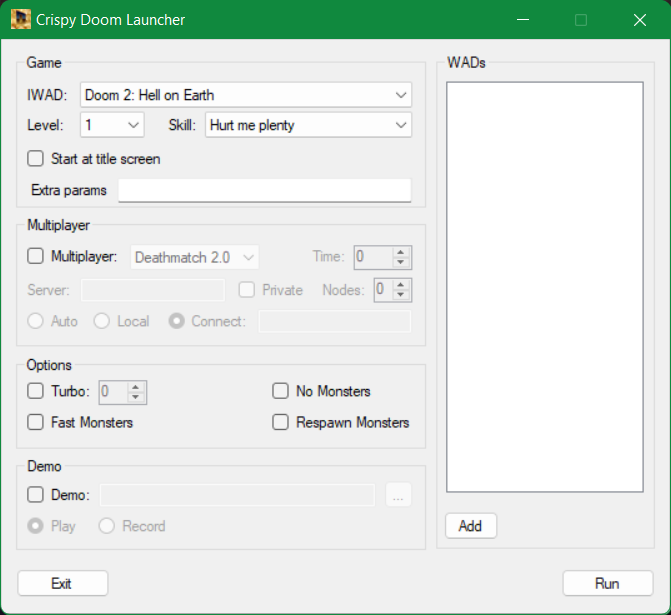 Crispy Doom Launcher
Game
IWAD: Doom 2: Hell on Earth
Level: 1 Skill: Hurt me plenty
Start at title screen
Extra params
Multiplayer
Multiplayer: Deathmatch 2.0 Time: 0
Server: Private Nodes: 0
Auto Local Connect:
Options
Turbo: 0 No Monsters
Fast Monsters Respawn Monsters
Demo
Demo: ...
Play Record
WADs
Add
Exit Run